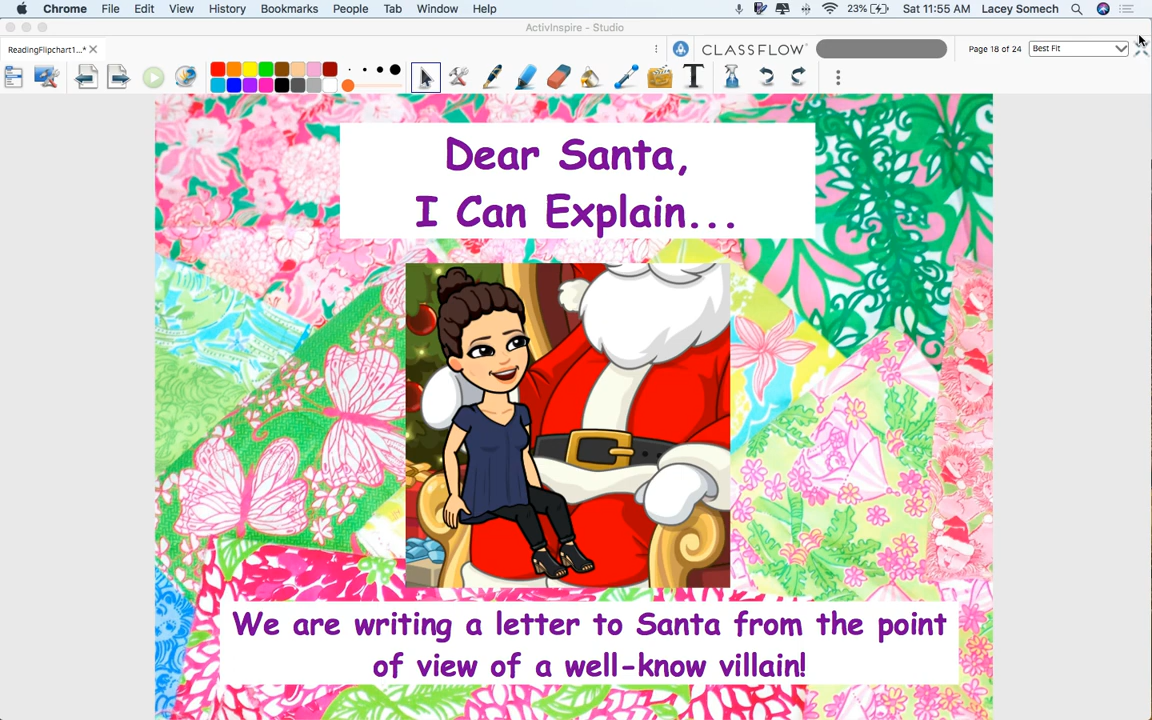 Chrome File Edit View History Bookmarks People Tab Window Help 23% Sat 11:55 AM Lacey Somech
ActivInspire - Studio
ReadingFlipchart1...*
CLASSFLOW
Page 18 of 24
Best Fit
T
Dear Santa,
I Can Explain...
We are writing a letter to Santa from the point
of view of a well-know villain!